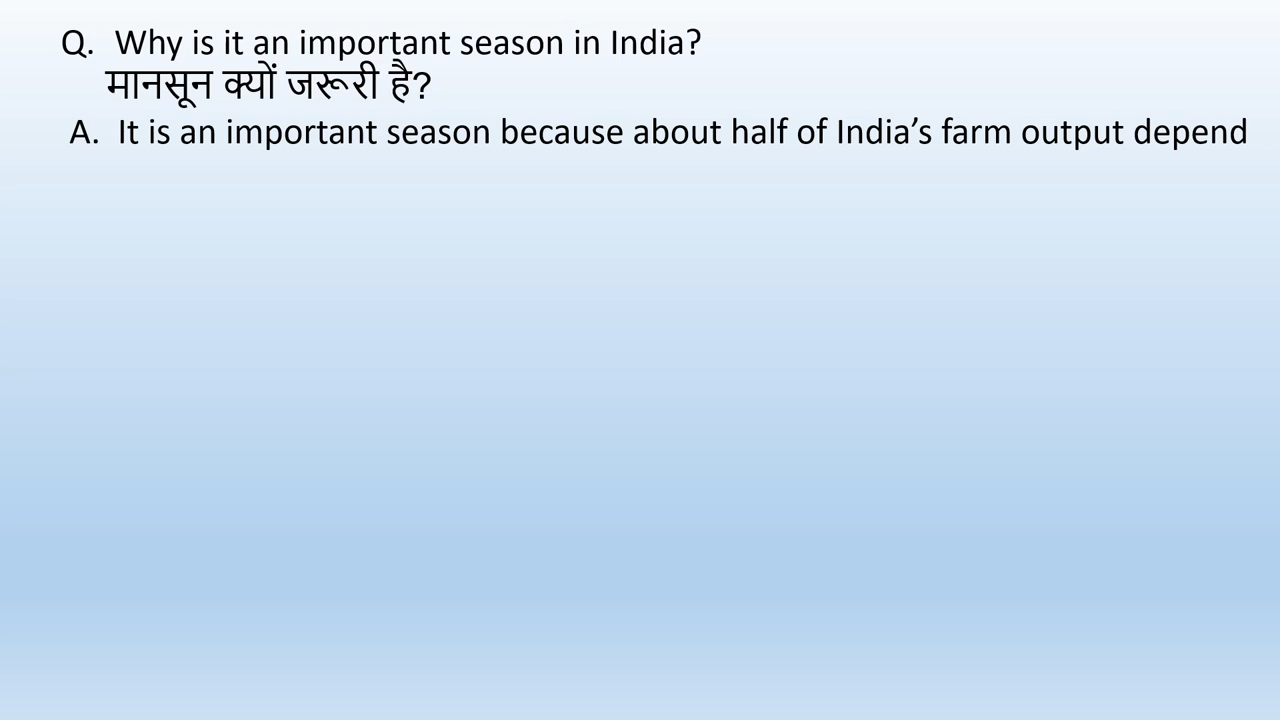 Q. Why is it an important season in India?
मानसून क्यों जरूरी है?
A. It is an important season because about half of India’s farm output depend